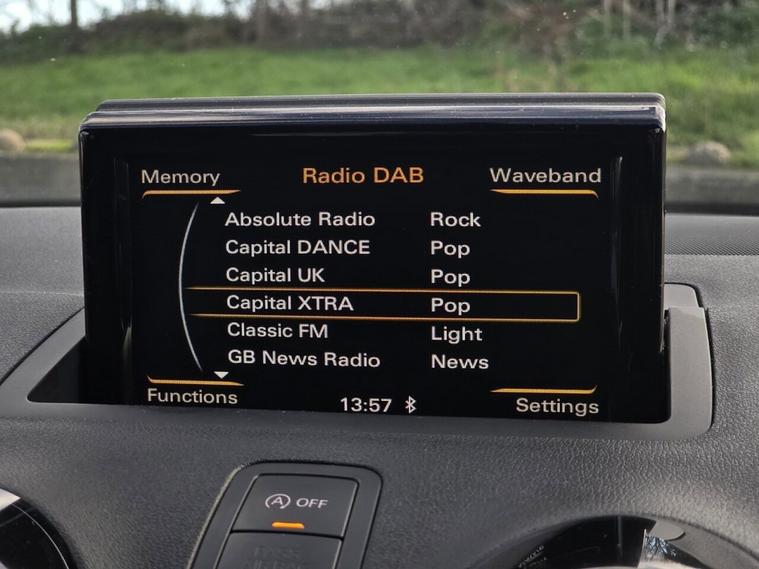 Memory Radio DAB Waveband
Absolute Radio Rock
Capital DANCE Pop
Capital UK Pop
Capital XTRA Pop
Classic FM Light
GB News Radio News
Functions 13:57 Settings
A OFF